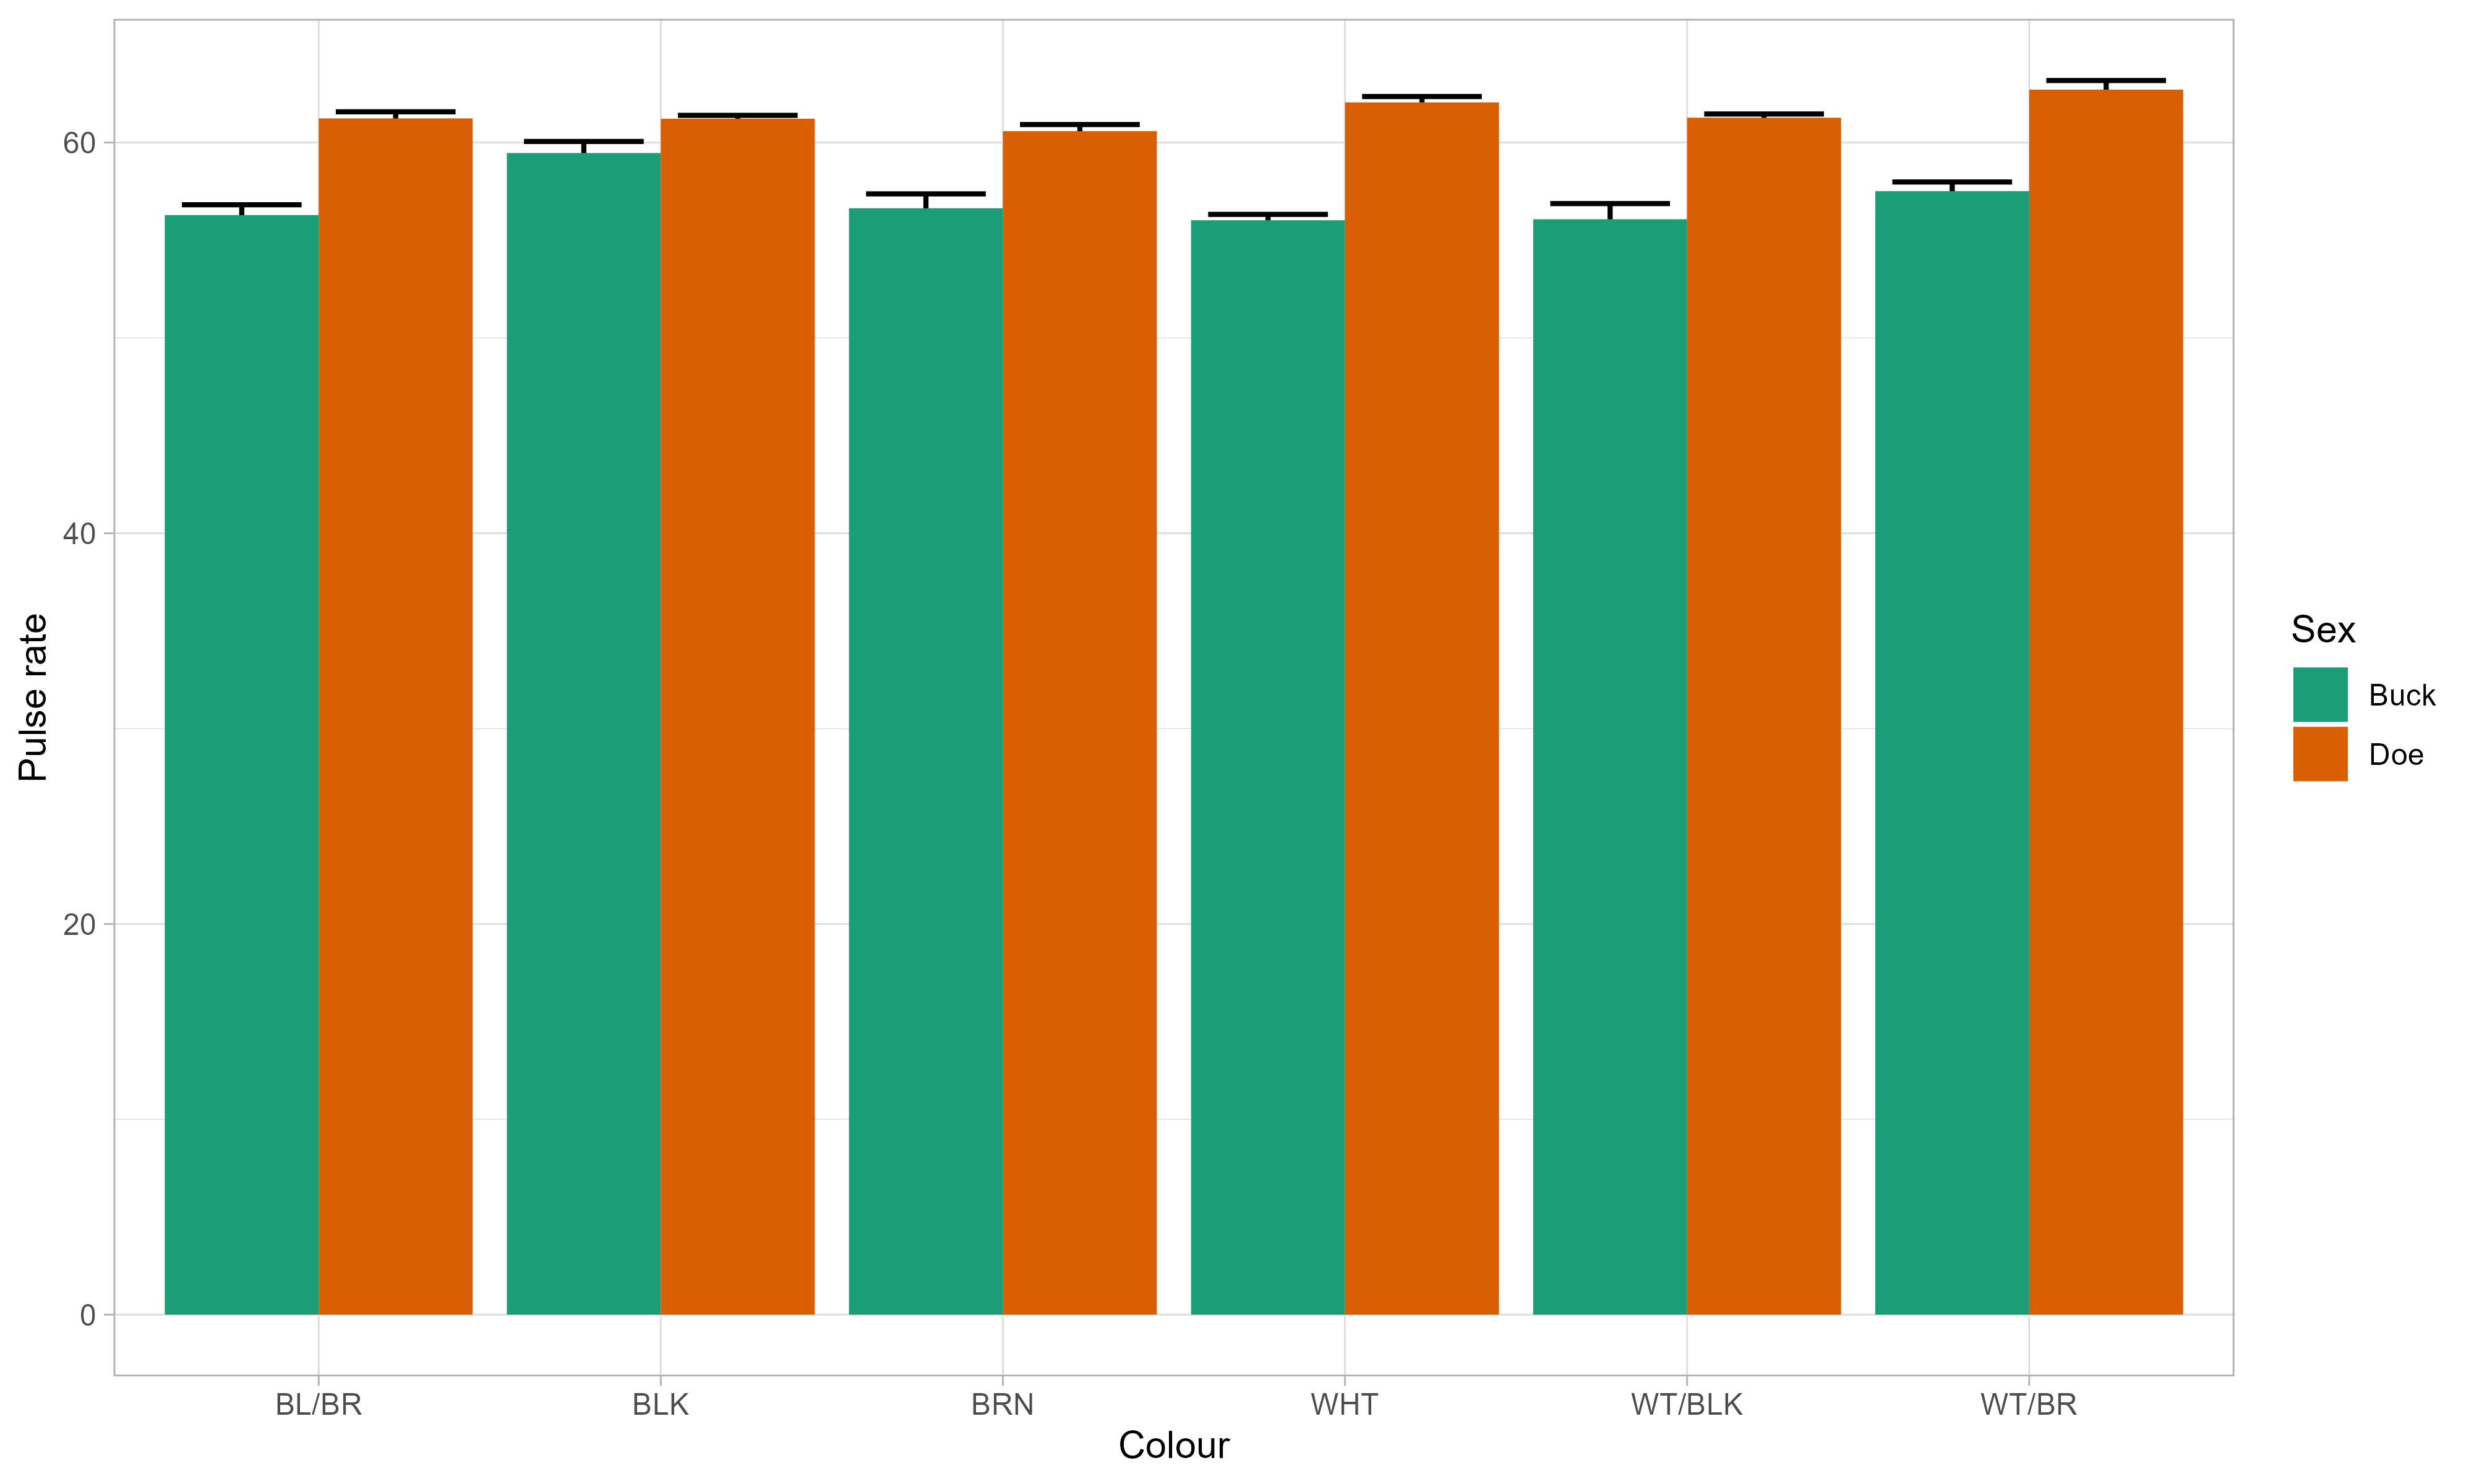 Pulse rate
60
40
20
0
BL/BR
BLK
BRN
WHT
WT/BLK
WT/BR
Colour
Sex
Buck
Doe